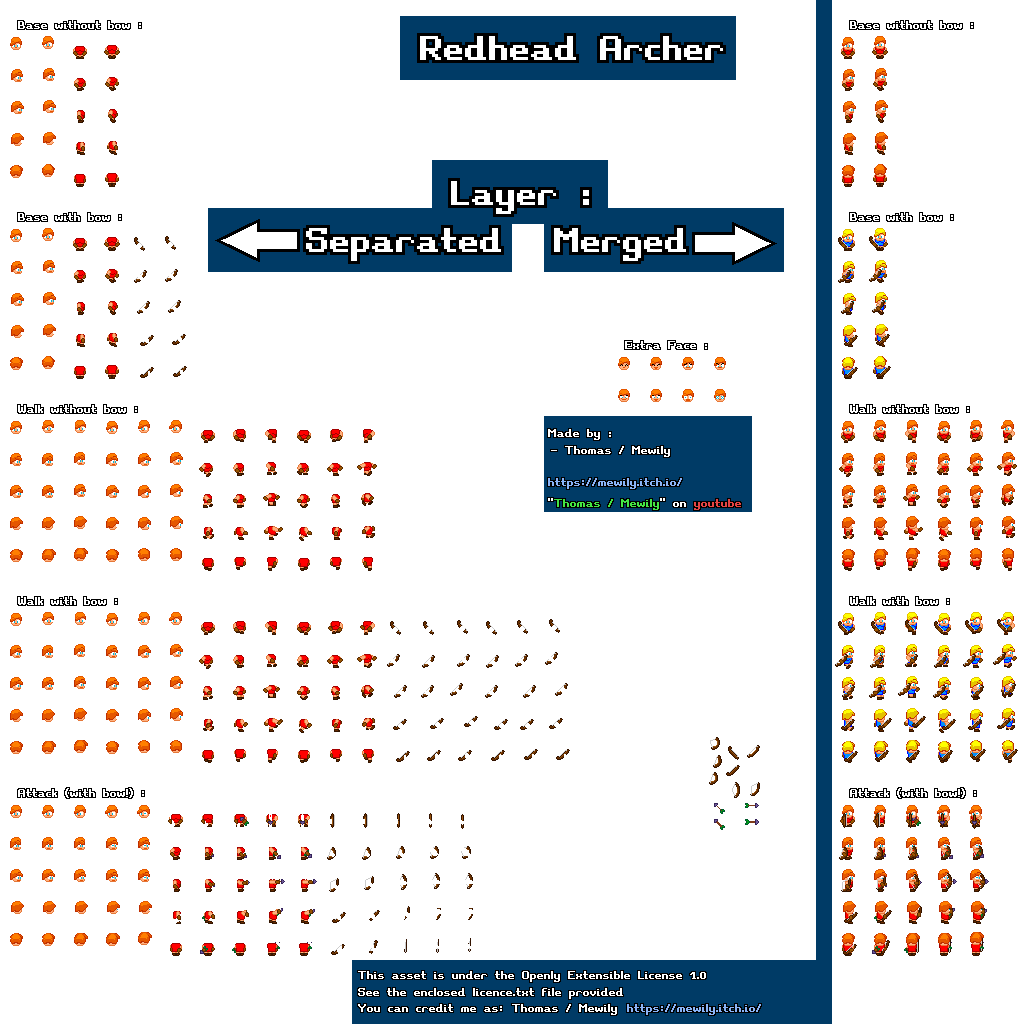 Base without bow :
Redhead Archer
Base without bow :
Layer :
Base with bow :
Separated
Merged
Base with bow :
Extra Face :
Walk without bow :
Walk without bow :
Made by :
- Thomas / Mewily
https://mewily.itch.io/
"Thomas / Mewily" on youtube
Walk with bow :
Walk with bow :
Attack (with bow!) :
Attack (with bow!) :
This asset is under the Openly Extensible License 1.0
See the enclosed licence.txt file provided
You can credit me as: Thomas / Mewily https://mewily.itch.io/